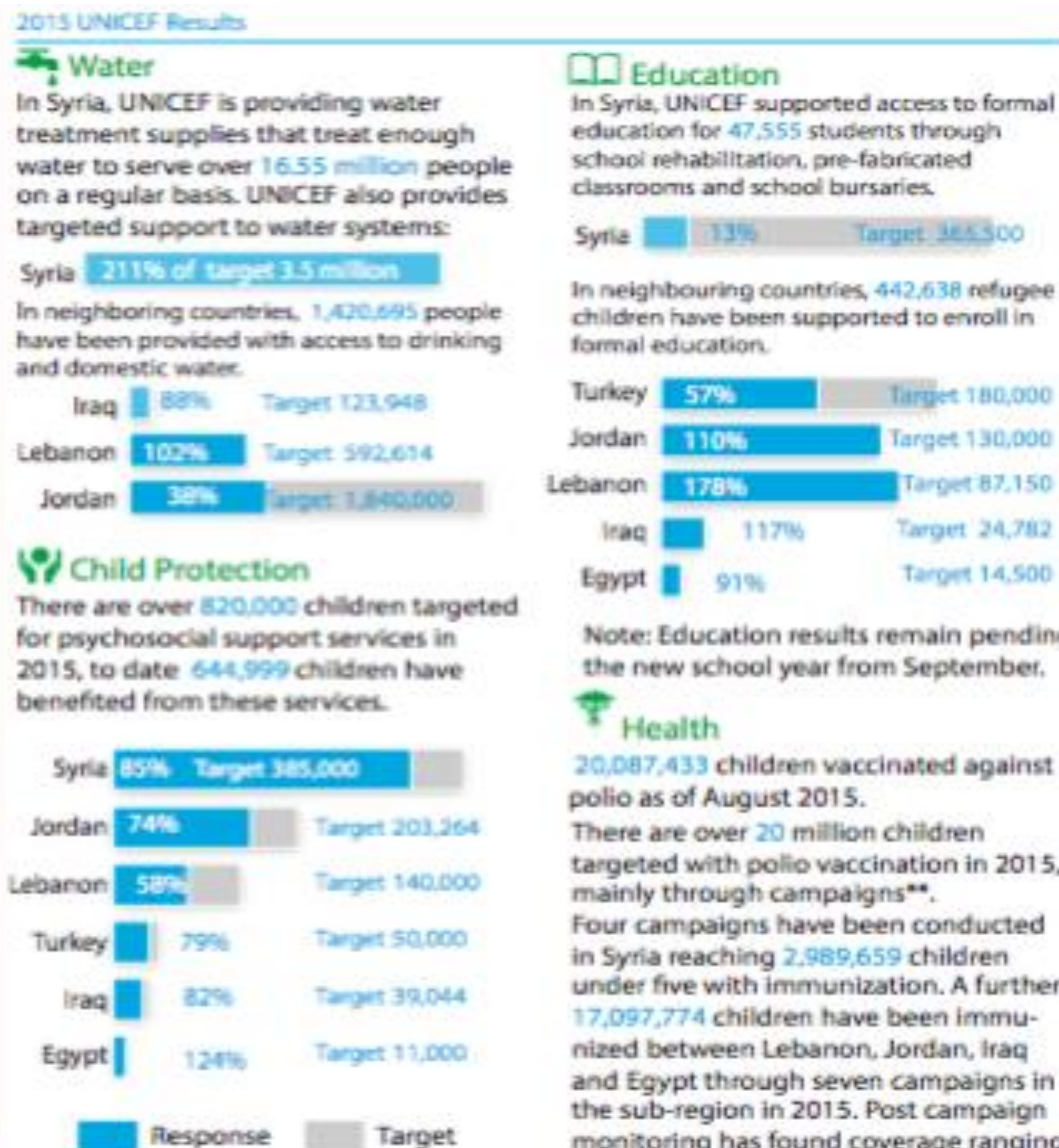 2015 UNICEF Results
Water
In Syria, UNICEF is providing water
treatment supplies that treat enough
water to serve over 16.55 million people
on a regular basis. UNICEF also provides
targeted support to water systems:
Syria 211% of target 3.5 million
In neighboring countries, 1,420,695 people
have been provided with access to drinking
and domestic water.
Iraq 88% Target 123,948
Lebanon 102% Target 592,614
Jordan 38% Target 1,840,000
Child Protection
There are over 820,000 children targeted
for psychosocial support services in
2015, to date 644,999 children have
benefited from these services.
Syria 85% Target 385,000
Jordan 74% Target 203,264
Lebanon 58% Target 140,000
Turkey 79% Target 50,000
Iraq 82% Target 39,044
Egypt 124% Target 11,000
Response Target
Education
In Syria, UNICEF supported access to formal
education for 47,555 students through
school rehabilitation, pre-fabricated
classrooms and school bursaries.
Syria 13% Target 365,500
In neighbouring countries, 442,638 refugee
children have been supported to enroll in
formal education.
Turkey 57% Target 180,000
Jordan 110% Target 130,000
Lebanon 178% Target 87,150
Iraq 117% Target 24,782
Egypt 91% Target 14,500
Note: Education results remain pending
the new school year from September.
Health
20,087,433 children vaccinated against
polio as of August 2015.
There are over 20 million children
targeted with polio vaccination in 2015,
mainly through campaigns**.
Four campaigns have been conducted
in Syria reaching 2,989,659 children
under five with immunization. A further
17,097,774 children have been immu-
nized between Lebanon, Jordan, Iraq
and Egypt through seven campaigns in
the sub-region in 2015. Post campaign
monitoring has found coverage ranging